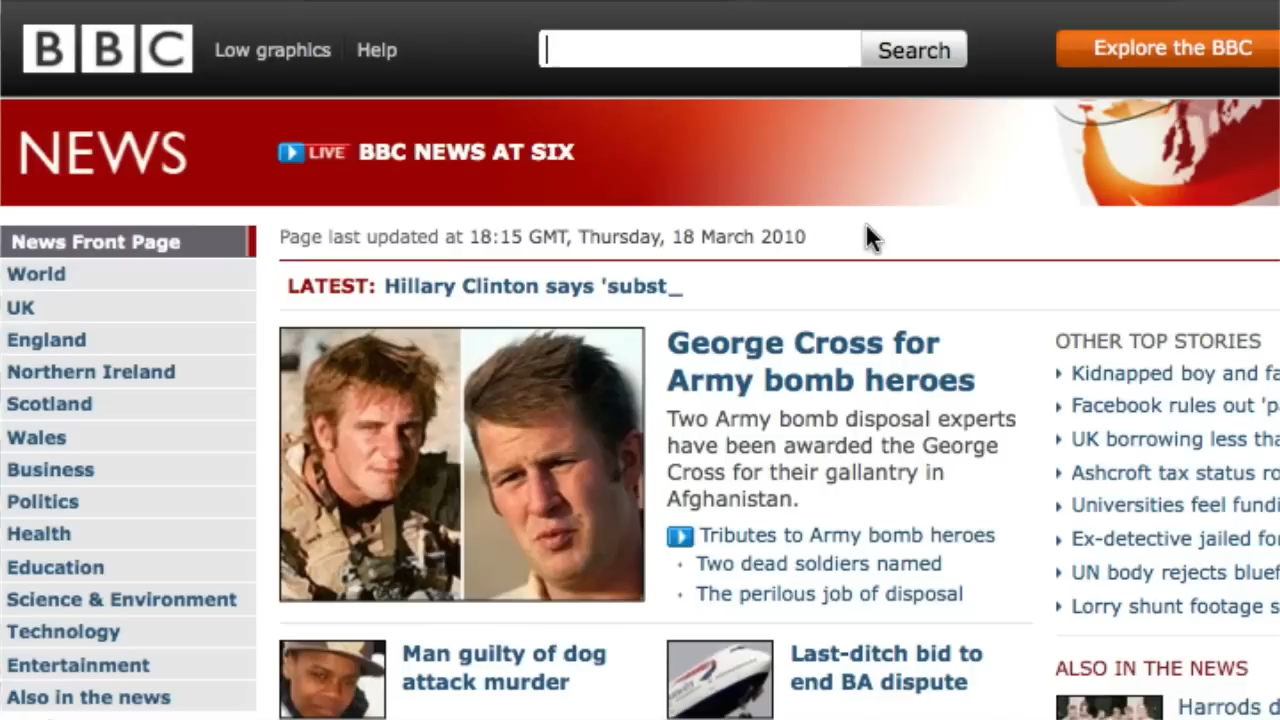 BBC Low graphics Help Search Explore the BBC
NEWS LIVE BBC NEWS AT SIX
News Front Page
World
UK
England
Northern Ireland
Scotland
Wales
Business
Politics
Health
Education
Science & Environment
Technology
Entertainment
Also in the news
Page last updated at 18:15 GMT, Thursday, 18 March 2010
LATEST: Hillary Clinton says 'subst_
George Cross for
Army bomb heroes
Two Army bomb disposal experts
have been awarded the George
Cross for their gallantry in
Afghanistan.
Tributes to Army bomb heroes
Two dead soldiers named
The perilous job of disposal
Man guilty of dog
attack murder
Last-ditch bid to
end BA dispute
OTHER TOP STORIES
Kidnapped boy and fa
Facebook rules out 'p
UK borrowing less tha
Ashcroft tax status ro
Universities feel fundi
Ex-detective jailed for
UN body rejects bluef
Lorry shunt footage s
ALSO IN THE NEWS
Harrods d